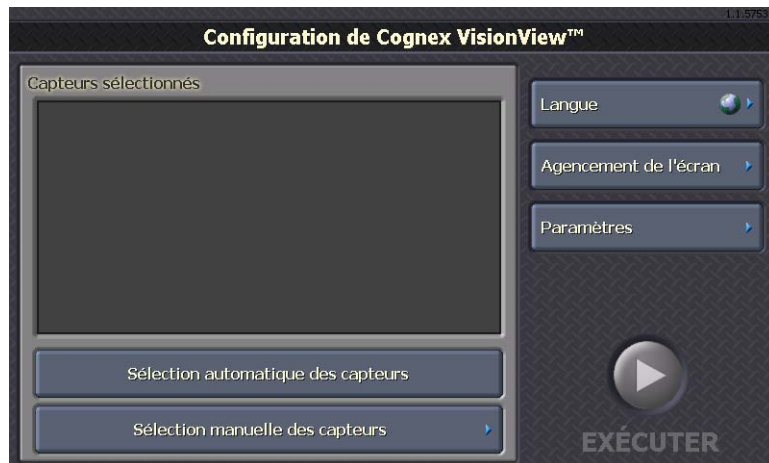 1.1.5753
Configuration de Cognex VisionView™
Capteurs sélectionnés
Langue
Agencement de l'écran
Paramètres
Sélection automatique des capteurs
Sélection manuelle des capteurs
EXÉCUTER